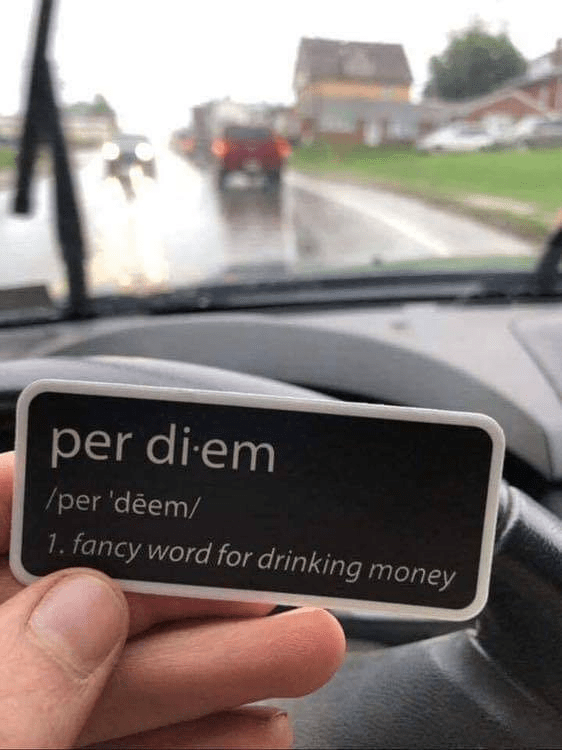 per di·em
/per 'dēem/
1. fancy word for drinking money